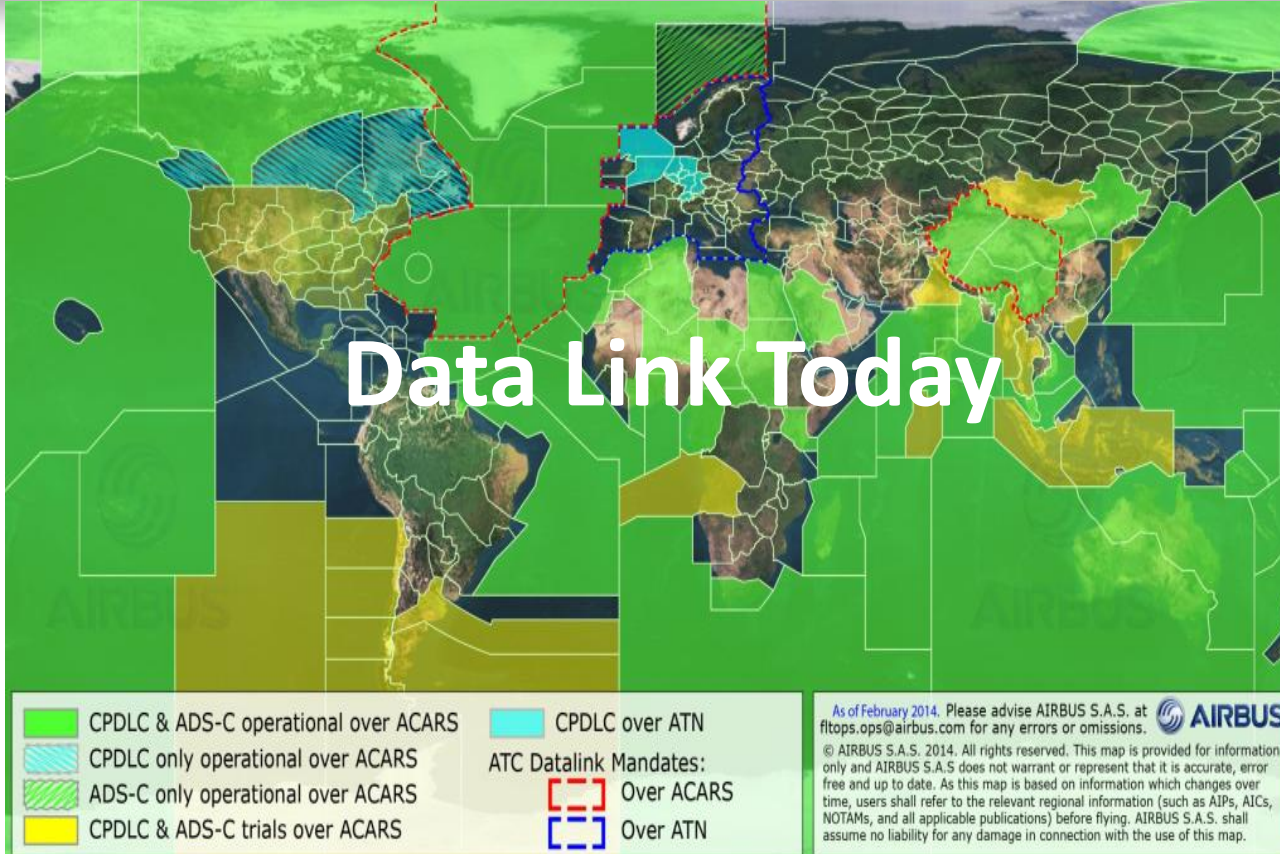 AIRBUS
Data Link Today
AIRBUS
AIRBUS
CPDLC & ADS-C operational over ACARS
CPDLC only operational over ACARS
ADS-C only operational over ACARS
CPDLC & ADS-C trials over ACARS
CPDLC over ATN
ATC Datalink Mandates:
Over ACARS
Over ATN
As of February 2014. Please advise AIRBUS S.A.S. at
fltops.ops@airbus.com for any errors or omissions.
AIRBUS
© AIRBUS S.A.S. 2014. All rights reserved. This map is provided for information
only and AIRBUS S.A.S does not warrant or represent that it is accurate, error
free and up to date. As this map is based on information which changes over
time, users shall refer to the relevant regional information (such as AIPs, AICs,
NOTAMs, and all applicable publications) before flying. AIRBUS S.A.S. shall
assume no liability for any damage in connection with the use of this map.